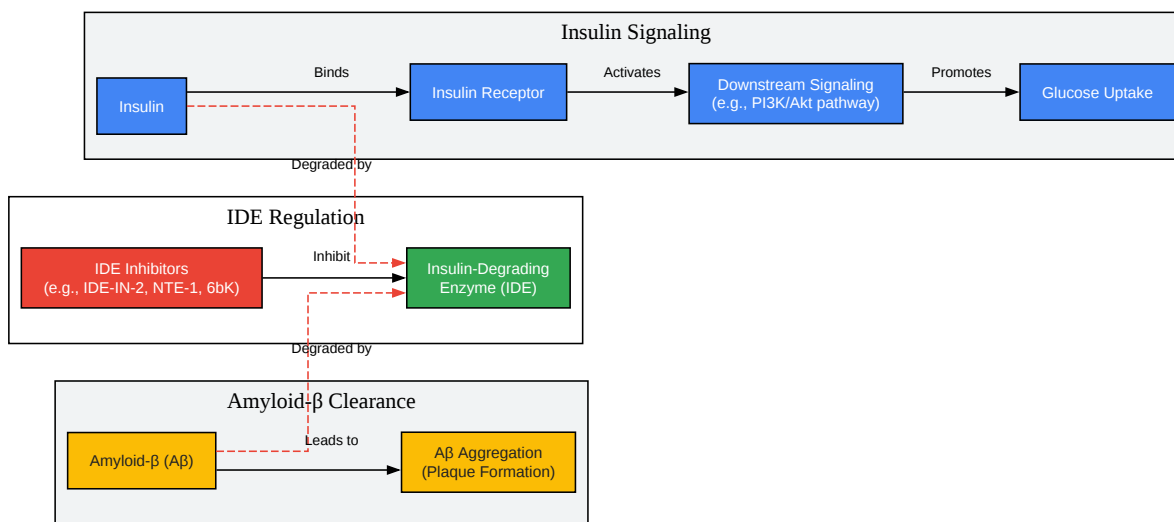 Insulin Signaling
Binds
Activates
Promotes
Insulin
Insulin Receptor
Downstream Signaling
(e.g., PI3K/Akt pathway)
Glucose Uptake
Degraded by
IDE Regulation
Inhibit
IDE Inhibitors
(e.g., IDE-IN-2, NTE-1, 6bK)
Insulin-Degrading
Enzyme (IDE)
Degraded by
Amyloid-β Clearance
Leads to
Amyloid-β (Aβ)
Aβ Aggregation
(Plaque Formation)